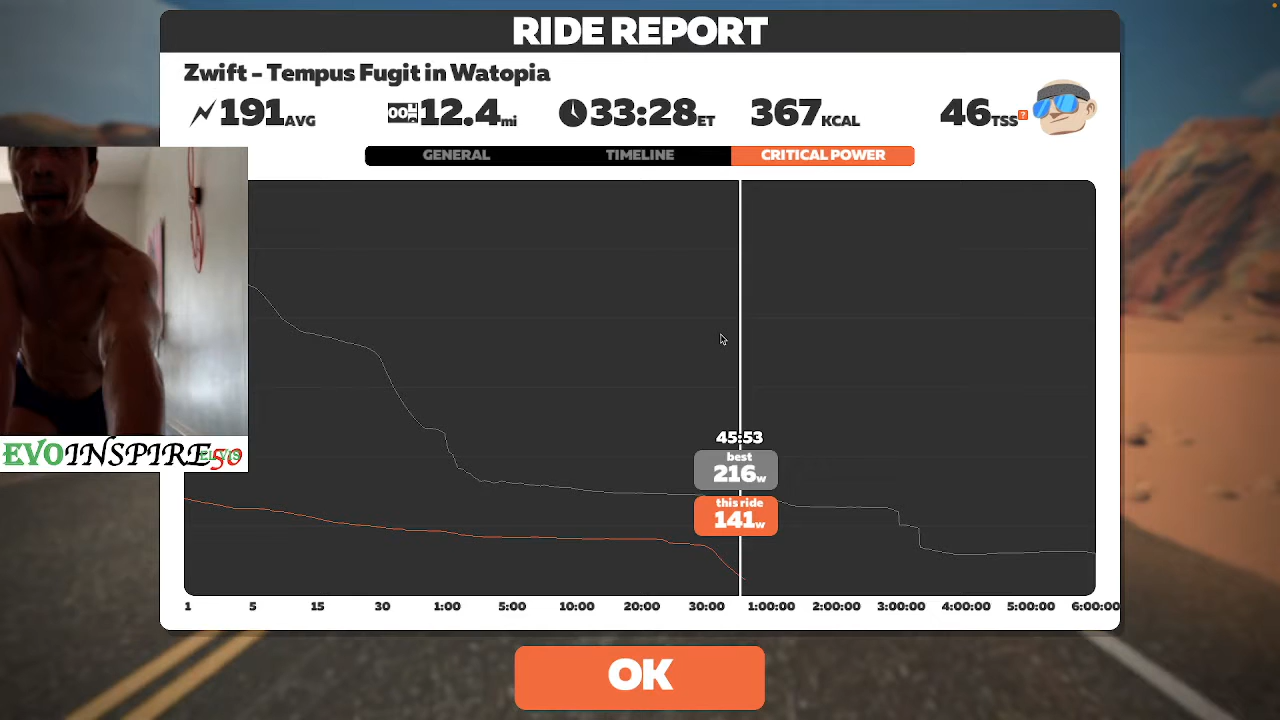 RIDE REPORT
Zwift - Tempus Fugit in Watopia
191AVG 12.4mi 33:28ET 367KCAL 46TSS ?
GENERAL TIMELINE CRITICAL POWER
45:53
best
216w
this ride
141w
EVOINSPIRE50
ELVIS
1 5 15 30 1:00 5:00 10:00 20:00 30:00 1:00:00 2:00:00 3:00:00 4:00:00 5:00:00 6:00:00
OK